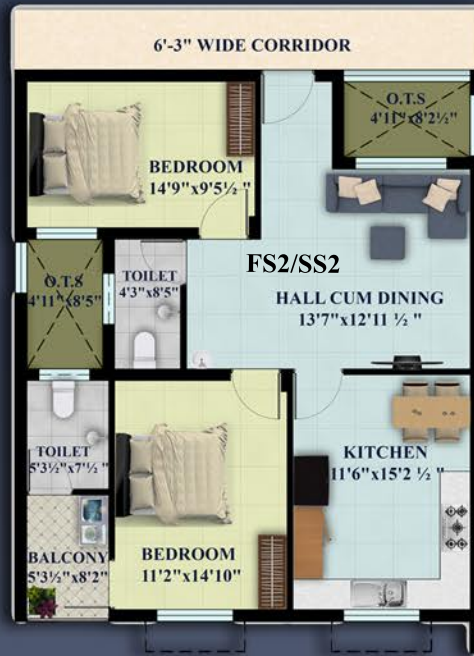 6'-3" WIDE CORRIDOR
O.T.S
4'11"x8'2½"
BEDROOM
14'9"x9'5½ "
FS2/SS2
O.T.S
4'11"x8'5"
TOILET
4'3"x8'5"
HALL CUM DINING
13'7"x12'11 ½ "
TOILET
5'3½"x7'½ "
KITCHEN
11'6"x15'2 ½ "
BALCONY
5'3½"x8'2"
BEDROOM
11'2"x14'10"